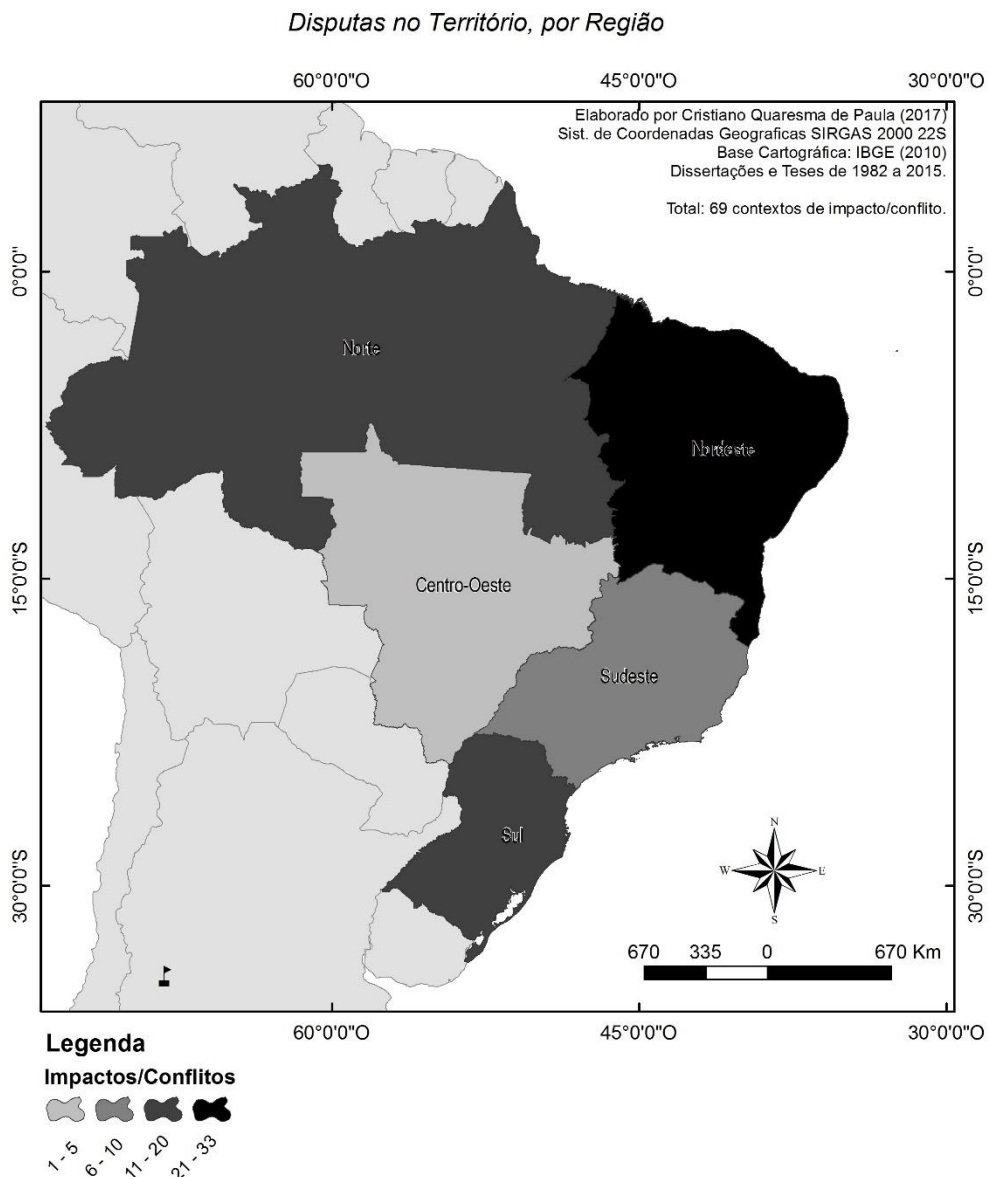 Disputas no Território, por Região
60°0'0"O 45°0'0"O 30°0'0"O
Elaborado por Cristiano Quaresma de Paula (2017)
Sist. de Coordenadas Geograficas SIRGAS 2000 22S
Base Cartográfica: IBGE (2010)
Dissertações e Teses de 1982 a 2015.
Total: 69 contextos de impacto/conflito.
0°0'0" 0°0'0"
Norte
Nordeste
15°0'0"S 15°0'0"S
Centro-Oeste
Sudeste
Sul
N
W E
S
30°0'0"S 30°0'0"S
670 335 0 670 Km
60°0'0"O 45°0'0"O 30°0'0"O
Legenda
Impactos/Conflitos
1 - 5 6 - 10 11 - 20 21 - 33